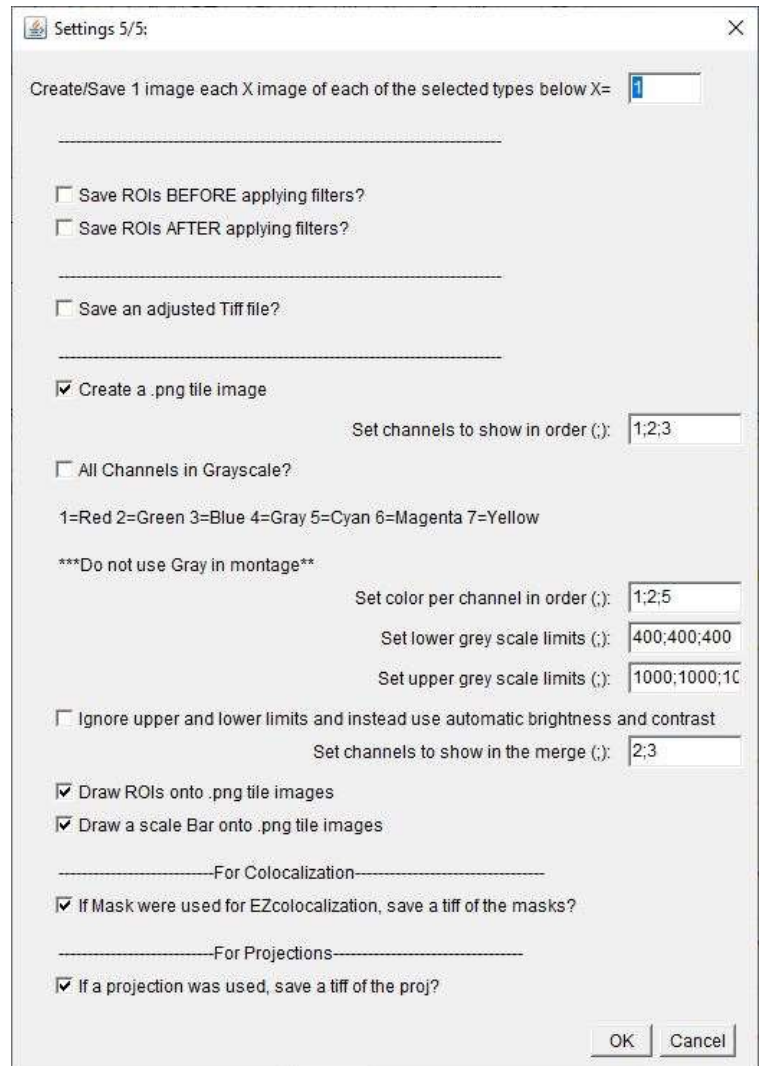 Settings 5/5:
Create/Save 1 image each X image of each of the selected types below X= 1
--------------------------------------------------------------------------------
Save ROIs BEFORE applying filters?
Save ROIs AFTER applying filters?
--------------------------------------------------------------------------------
Save an adjusted Tiff file?
--------------------------------------------------------------------------------
Create a .png tile image
Set channels to show in order (;): 1;2;3
All Channels in Grayscale?
1=Red 2=Green 3=Blue 4=Gray 5=Cyan 6=Magenta 7=Yellow
***Do not use Gray in montage**
Set color per channel in order (;): 1;2;5
Set lower grey scale limits (;): 400;400;400
Set upper grey scale limits (;): 1000;1000;10
Ignore upper and lower limits and instead use automatic brightness and contrast
Set channels to show in the merge (;): 2;3
Draw ROIs onto .png tile images
Draw a scale Bar onto .png tile images
----------------------------For Colocalization----------------------------------
If Mask were used for EZcolocalization, save a tiff of the masks?
----------------------------For Projections----------------------------------
If a projection was used, save a tiff of the proj?
OK Cancel